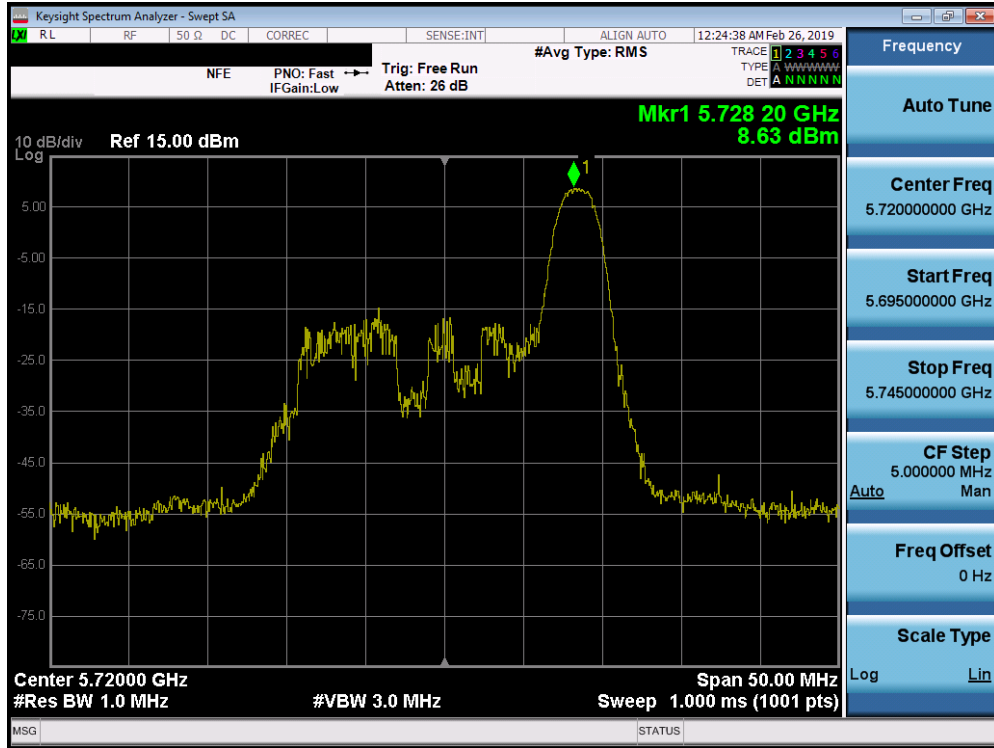 Keysight Spectrum Analyzer - Swept SA
LXI RL RF 50 Ω DC CORREC SENSE:INT ALIGN AUTO 12:24:38 AM Feb 26, 2019
NFE PNO: Fast Trig: Free Run #Avg Type: RMS TRACE 1 2 3 4 5 6
IFGain:Low Atten: 26 dB TYPE A WWWWW
DET A N N N N N
Mkr1 5.728 20 GHz
8.63 dBm
10 dB/div Ref 15.00 dBm
Log
1
5.00
-5.00
-15.0
-25.0
-35.0
-45.0
-55.0
-65.0
-75.0
Center 5.72000 GHz Span 50.00 MHz
#Res BW 1.0 MHz #VBW 3.0 MHz Sweep 1.000 ms (1001 pts)
MSG STATUS
Frequency
Auto Tune
Center Freq
5.720000000 GHz
Start Freq
5.695000000 GHz
Stop Freq
5.745000000 GHz
CF Step
5.000000 MHz
Auto Man
Freq Offset
0 Hz
Scale Type
Log Lin